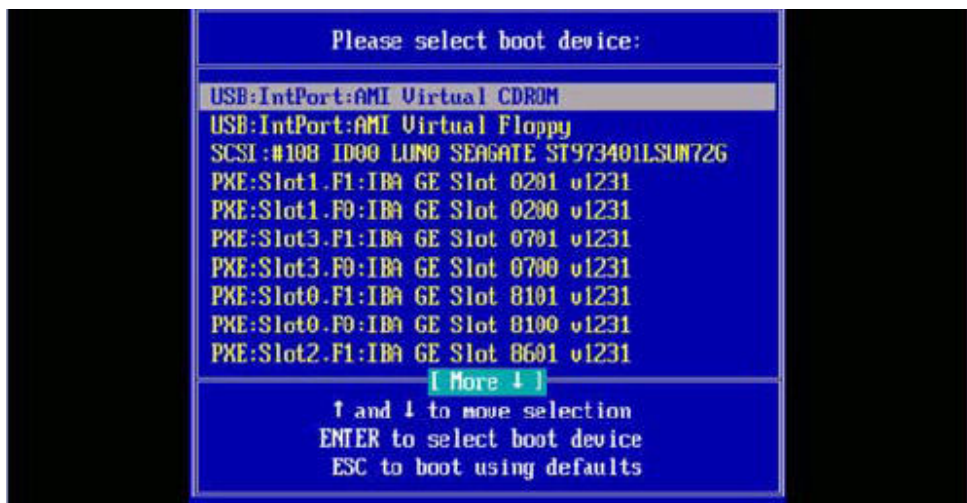 Please select boot device:
USB:IntPort:AMI Virtual CDROM
USB:IntPort:AMI Virtual Floppy
SCSI:#108 ID00 LUN0 SEAGATE ST973401LSUN72G
PXE:Slot1.F1:IBA GE Slot 0201 v1231
PXE:Slot1.F0:IBA GE Slot 0200 v1231
PXE:Slot3.F1:IBA GE Slot 0701 v1231
PXE:Slot3.F0:IBA GE Slot 0700 v1231
PXE:Slot0.F1:IBA GE Slot 8101 v1231
PXE:Slot0.F0:IBA GE Slot 8100 v1231
PXE:Slot2.F1:IBA GE Slot 8601 v1231
[ More ↓ ]
↑ and ↓ to move selection
ENTER to select boot device
ESC to boot using defaults